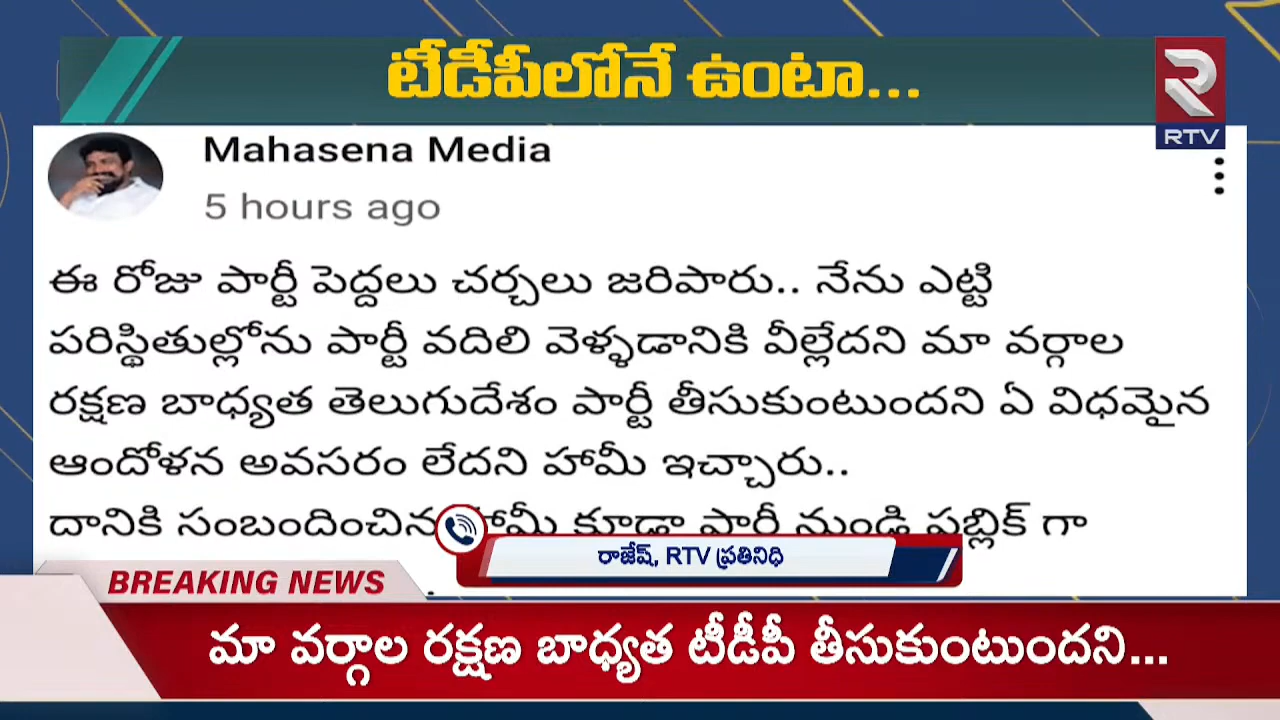 టీడీపీలోనే ఉంటా...
RTV
Mahasena Media
5 hours ago
ఈ రోజు పార్టీ పెద్దలు చర్చలు జరిపారు.. నేను ఎట్టి
పరిస్థితుల్లోను పార్టీ వదిలి వెళ్ళడానికి వీల్లేదని మా వర్గాల
రక్షణ బాధ్యత తెలుగుదేశం పార్టీ తీసుకుంటుందని ఏ విధమైన
ఆందోళన అవసరం లేదని హామీ ఇచ్చారు..
దానికి సంబందించిన హామీ కూడా పార్టీ నుండి పబ్లిక్ గా
రాజేష్, RTV ప్రతినిధి
BREAKING NEWS
మా వర్గాల రక్షణ బాధ్యత టీడీపీ తీసుకుంటుందని...